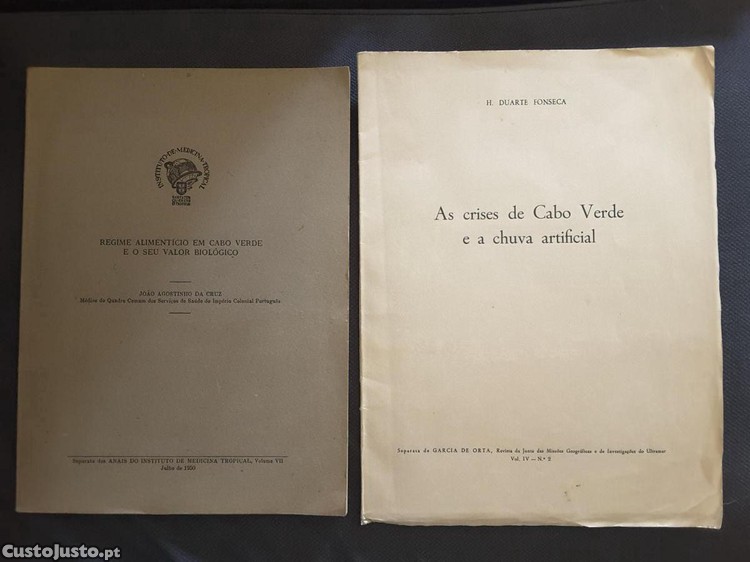 INSTITUTO·DE·MEDICINA·TROPICAL
REGIME ALIMENTÍCIO EM CABO VERDE
E O SEU VALOR BIOLÓGICO
JOÃO AGOSTINHO DA CRUZ
Médico do Quadro Comum dos Serviços de Saúde do Império Colonial Português
Separata dos ANAIS DO INSTITUTO DE MEDICINA TROPICAL, Volume VII
Julho de 1950
H. DUARTE FONSECA
As crises de Cabo Verde
e a chuva artificial
Separata de GARCIA DE ORTA, Revista da Junta das Missões Geográficas e de Investigações do Ultramar
Vol. IV — N.º 2
CustoJusto.pt